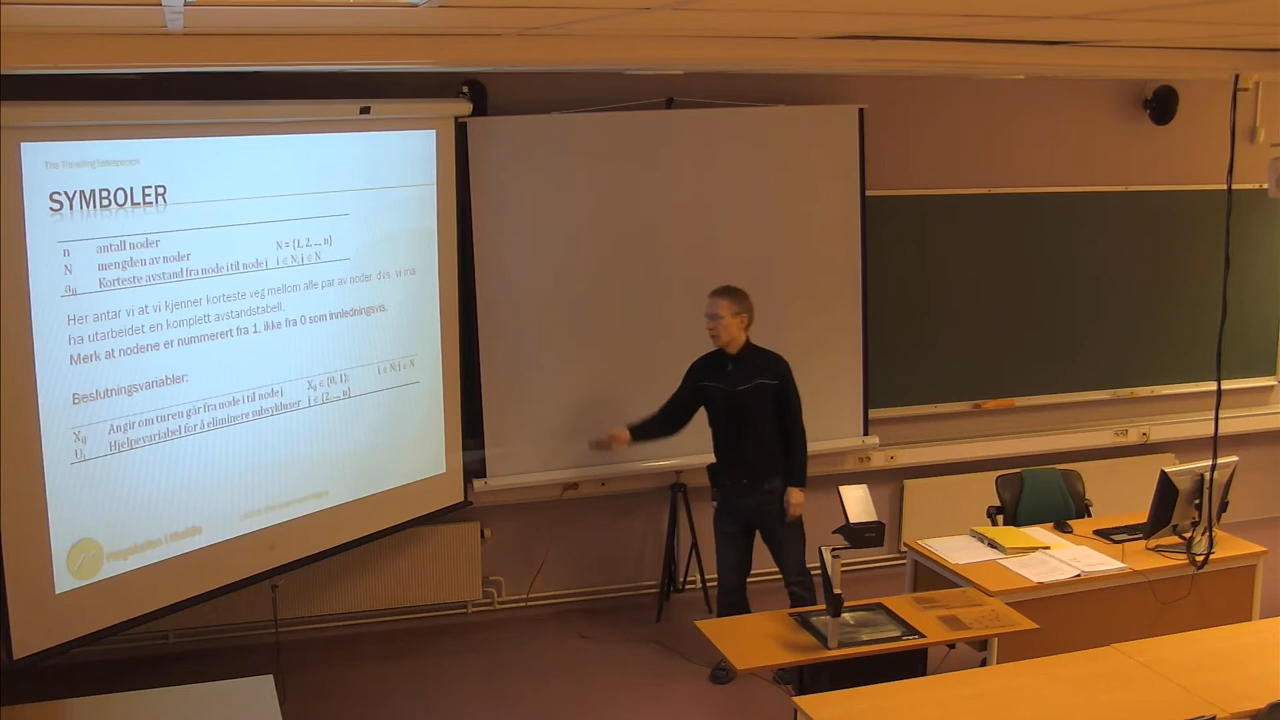 The Travelling Salesperson
SYMBOLER
n antall noder
N mengden av noder N = {1, 2, ..., n}
aij Korteste avstand fra node i til node j i ∈ N; j ∈ N
Her antar vi at vi kjenner korteste veg mellom alle par av noder, dvs. vi må
ha utarbeidet en komplett avstandstabell.
Merk at nodene er nummerert fra 1, ikke fra 0 som innledningsvis.
Beslutningsvariabler:
Xij Angir om turen går fra node i til node j Xij ∈ {0, 1}; i ∈ N; j ∈ N
Ui Hjelpevariabel for å eliminere subsykluser i ∈ {2, ..., n}
Høgskolen i Molde